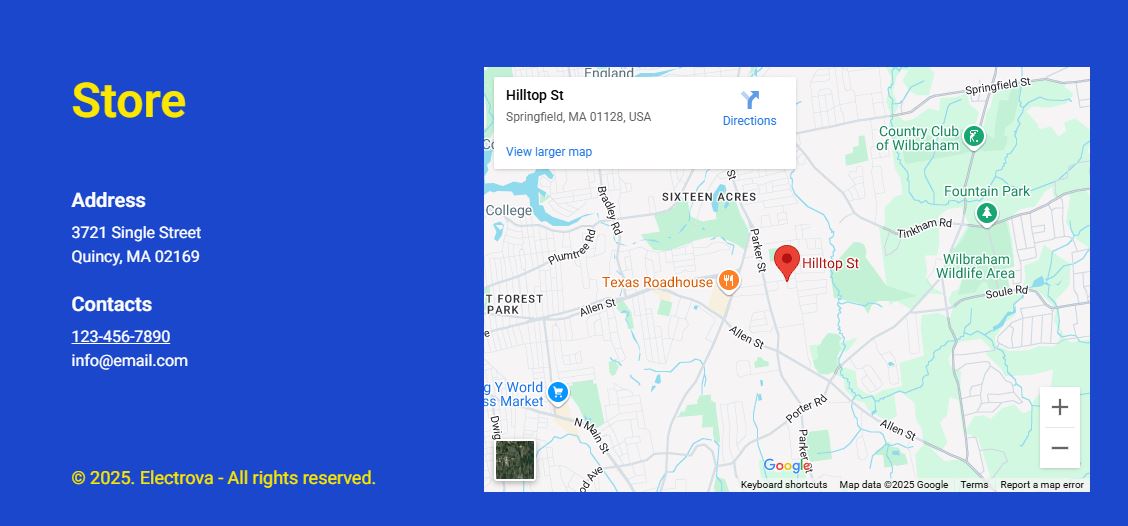 Store
Address
3721 Single Street
Quincy, MA 02169
Contacts
123-456-7890
info@email.com
© 2025. Electrova - All rights reserved.
England
Hilltop St
Springfield, MA 01128, USA
Directions
View larger map
Springfield St
Country Club
of Wilbraham
Fountain Park
SIXTEEN ACRES
College
Bradley Rd
Plumtree Rd
Parker St
Tinkham Rd
Hilltop St
Wilbraham
Wildlife Area
Texas Roadhouse
Soule Rd
T FOREST
PARK
Allen St
Allen St
g Y World
ss Market
Porter Rd
Allen St
N Main St
Parker St
Dwig
od Ave
Google
Keyboard shortcuts
Map data ©2025 Google
Terms
Report a map error